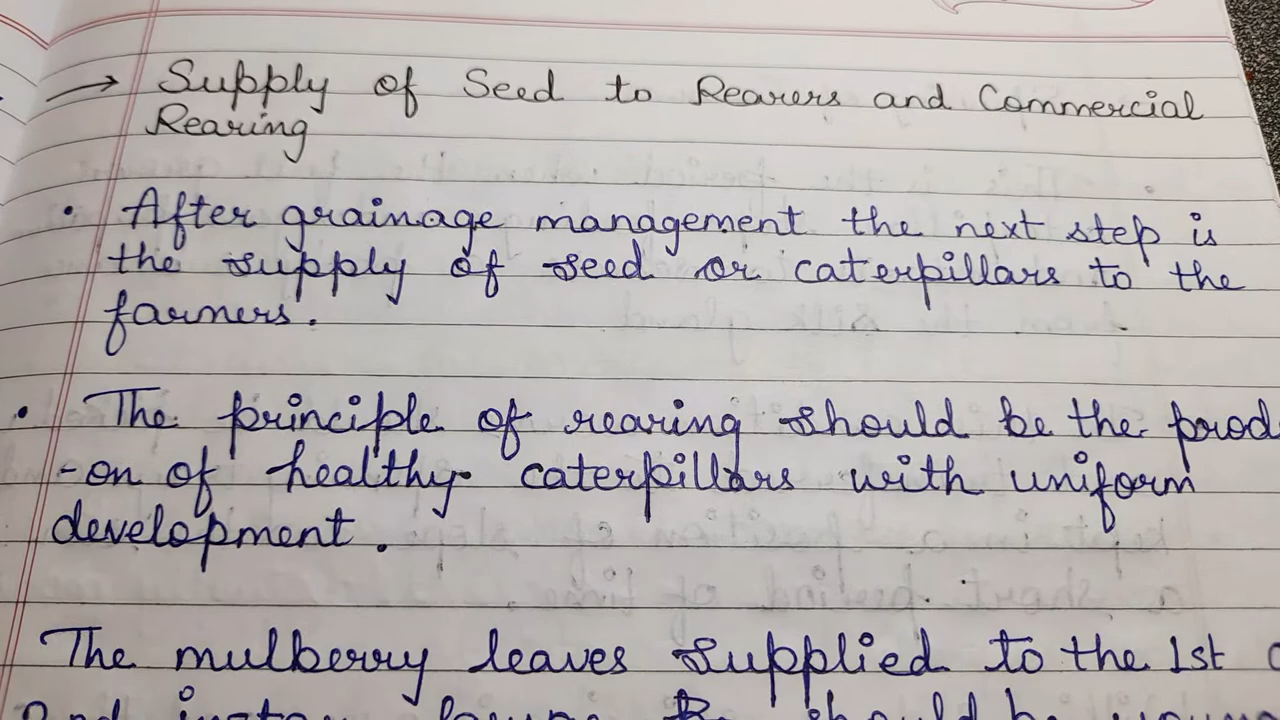 → Supply of Seed to Rearers and Commercial
Rearing
• After grainage management the next step is
the supply of seed or caterpillars to the
farmers.
• The principle of rearing should be the prod
-on of healthy caterpillars with uniform
development.
The mulberry leaves supplied to the 1st